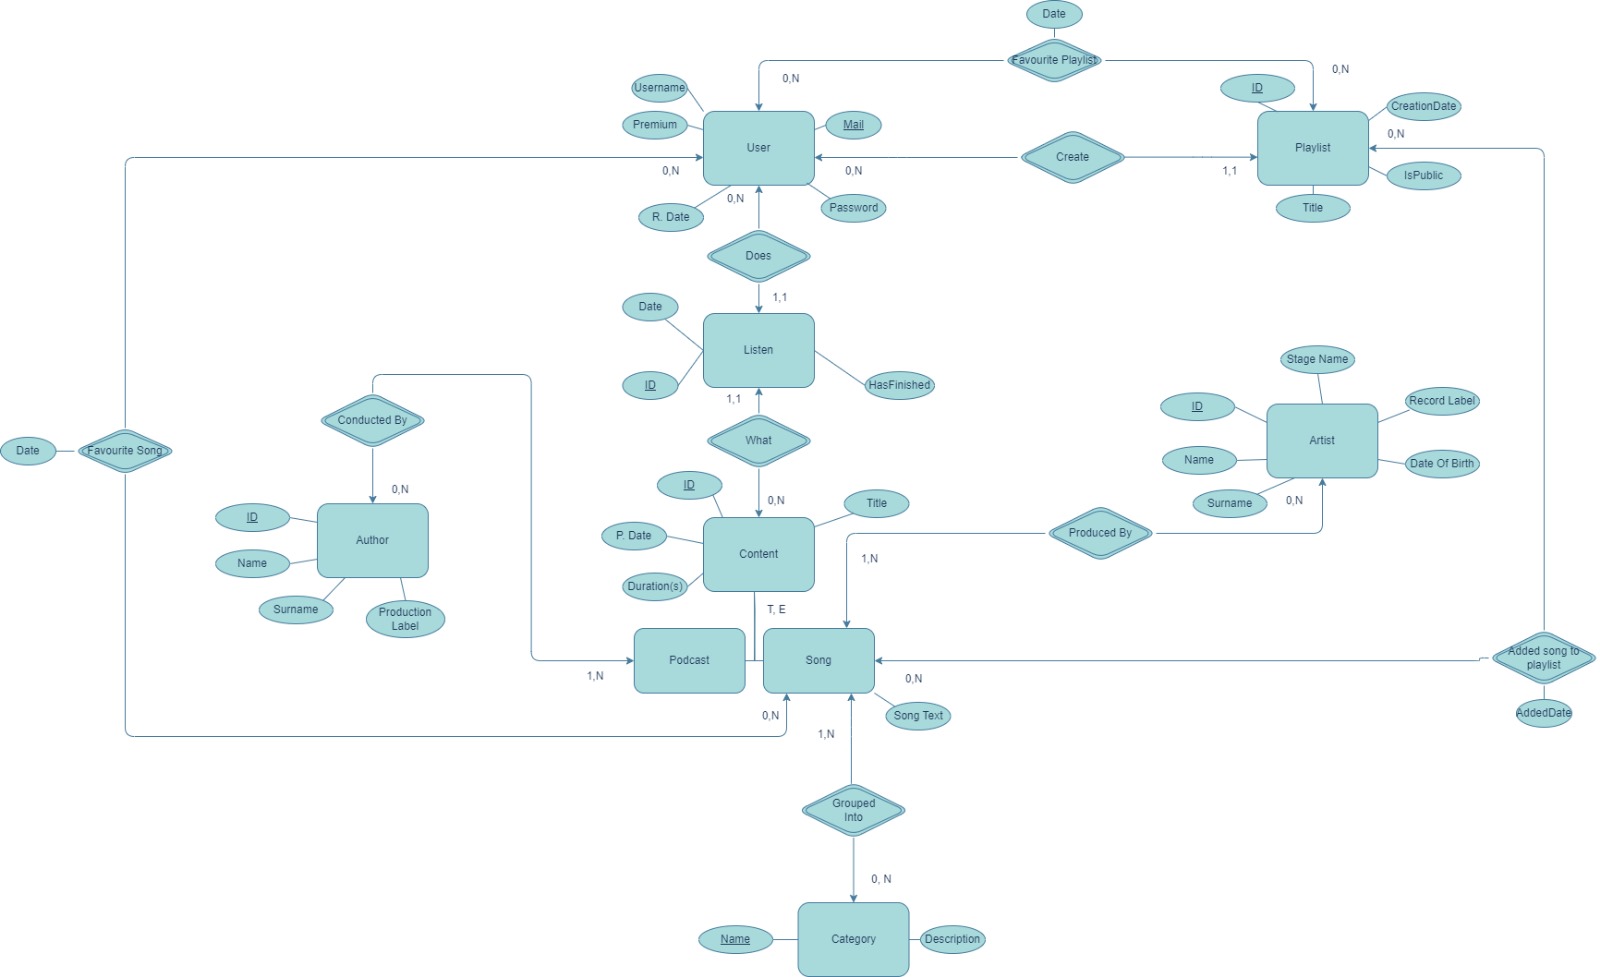 Date
Favourite Playlist
0,N
0,N
Username
ID
CreationDate
Premium
Mail
User
Create
Playlist
0,N
0,N
0,N
1,1
IsPublic
0,N
R. Date
Password
Title
Does
1,1
Date
Listen
ID
HasFinished
1,1
Stage Name
Record Label
ID
Artist
Name
Date Of Birth
Surname
0,N
Conducted By
What
Date
Favourite Song
0,N
0,N
ID
Title
ID
P. Date
Content
Produced By
Author
Name
1,N
Duration(s)
Surname
Production
Label
T, E
Podcast
Song
Added song to
playlist
1,N
0,N
0,N
Song Text
AddedDate
1,N
Grouped
Into
0, N
Name
Category
Description